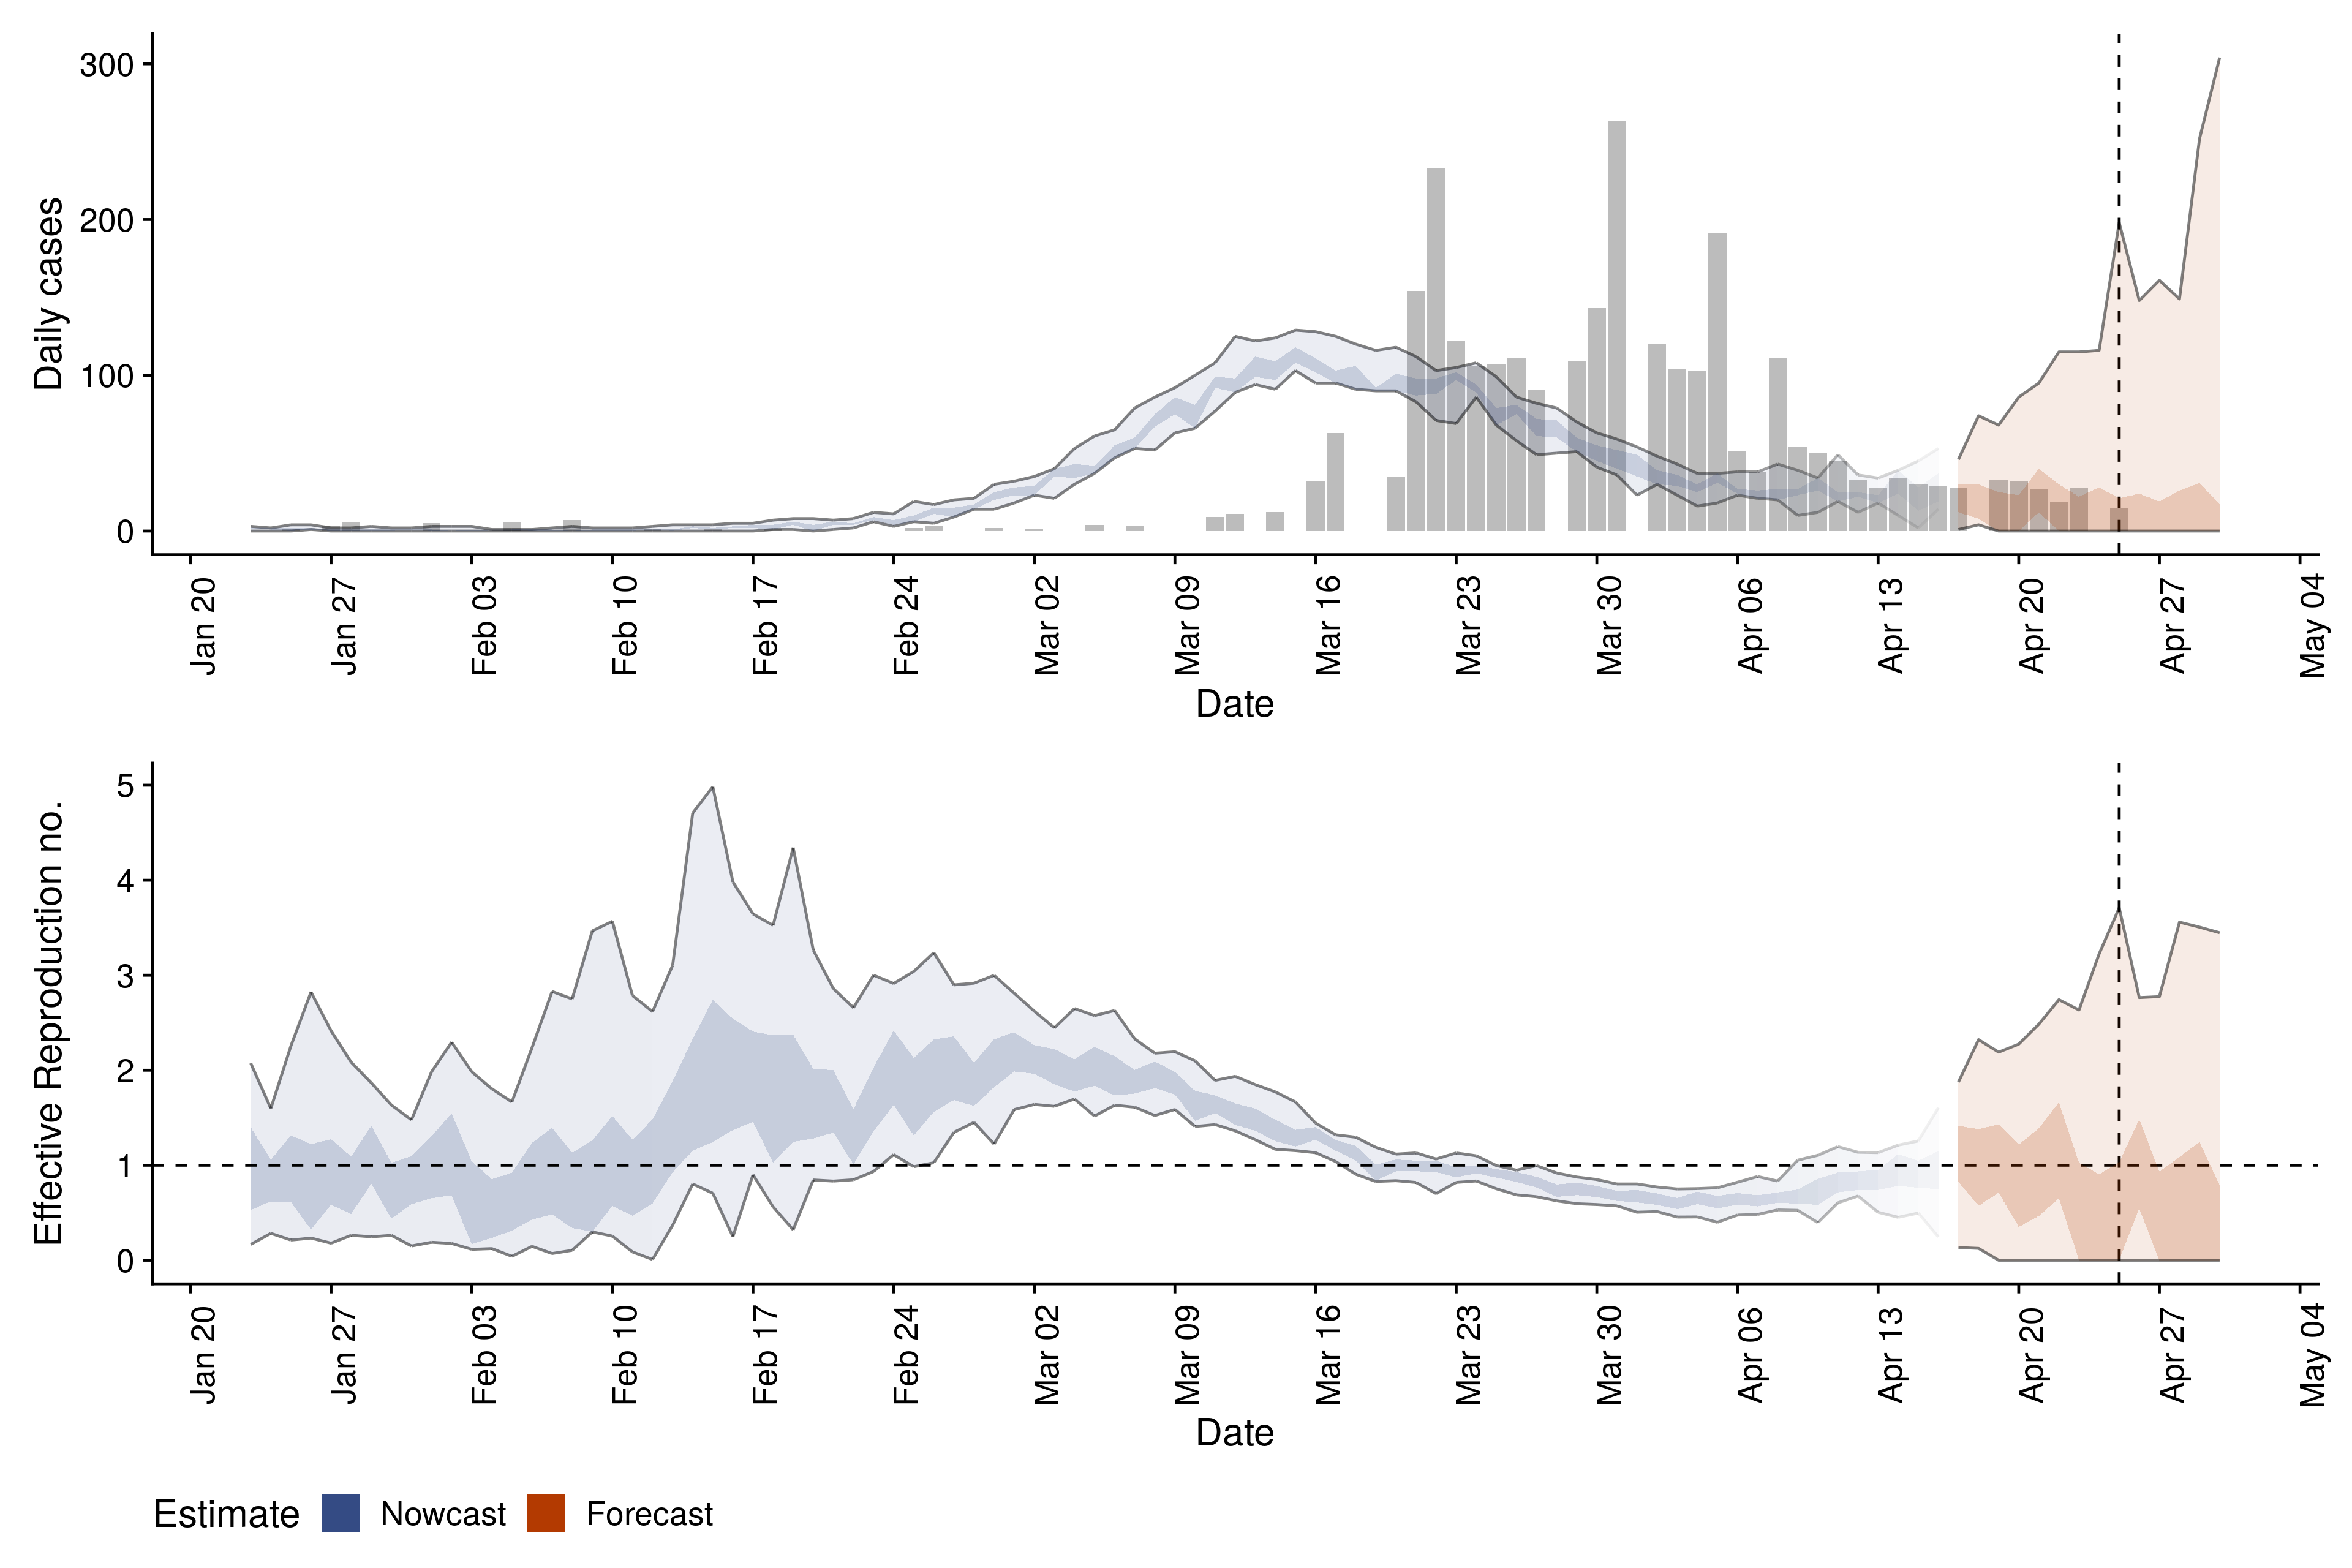 300
200
100
0
Daily cases
Jan 20
Jan 27
Feb 03
Feb 10
Feb 17
Feb 24
Mar 02
Mar 09
Mar 16
Mar 23
Mar 30
Apr 06
Apr 13
Apr 20
Apr 27
May 04
Date
5
4
3
2
1
0
Effective Reproduction no.
Jan 20
Jan 27
Feb 03
Feb 10
Feb 17
Feb 24
Mar 02
Mar 09
Mar 16
Mar 23
Mar 30
Apr 06
Apr 13
Apr 20
Apr 27
May 04
Date
Estimate Nowcast Forecast